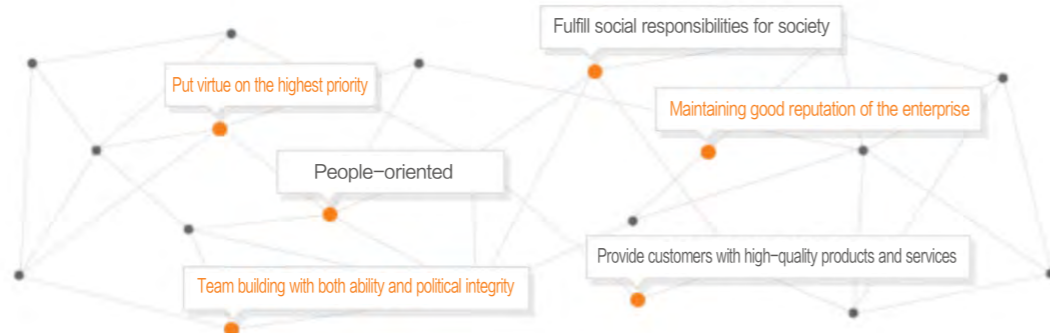 Fulfill social responsibilities for society
Put virtue on the highest priority
Maintaining good reputation of the enterprise
People-oriented
Provide customers with high-quality products and services
Team building with both ability and political integrity